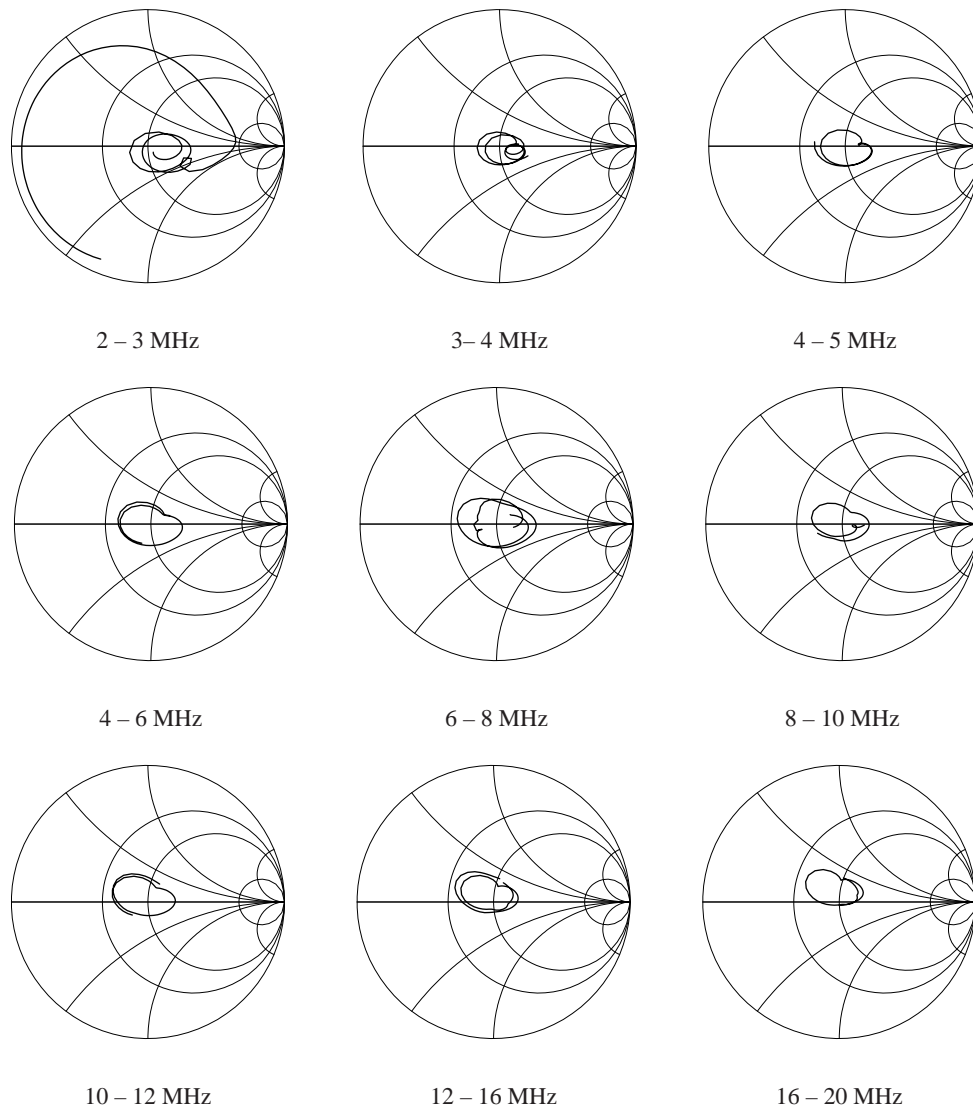 2 – 3 MHz
3– 4 MHz
4 – 5 MHz
4 – 6 MHz
6 – 8 MHz
8 – 10 MHz
10 – 12 MHz
12 – 16 MHz
16 – 20 MHz